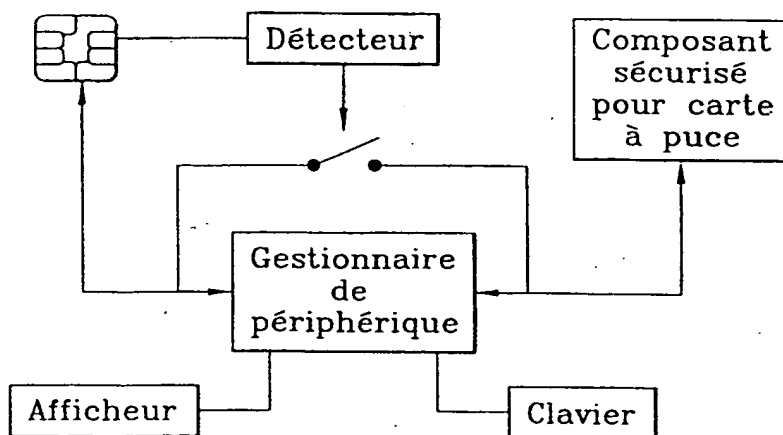 Détecteur
Composant
sécurisé
pour carte
à puce
Gestionnaire
de
périphérique
Afficheur
Clavier